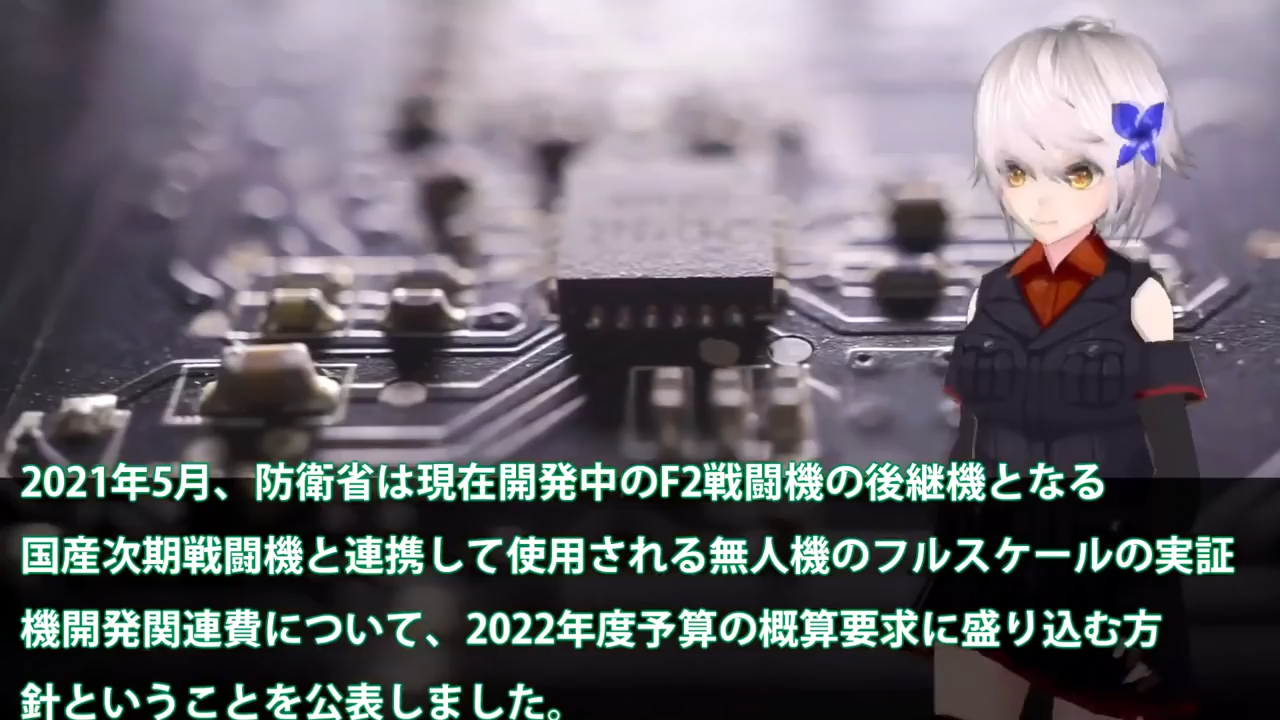 2021年5月、防衛省は現在開発中のF2戦闘機の後継機となる
国産次期戦闘機と連携して使用される無人機のフルスケールの実証
機開発関連費について、2022年度予算の概算要求に盛り込む方
針ということを公表しました。